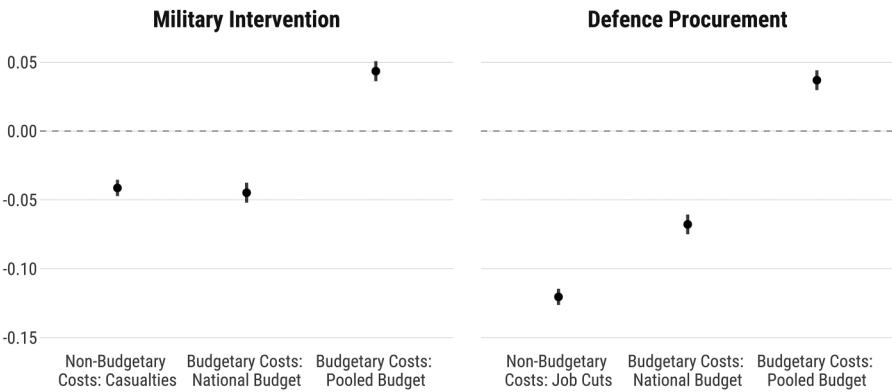 Military Intervention
Defence Procurement
0.05
0.00
-0.05
-0.10
-0.15
Non-Budgetary
Costs: Casualties
Budgetary Costs:
National Budget
Budgetary Costs:
Pooled Budget
Non-Budgetary
Costs: Job Cuts
Budgetary Costs:
National Budget
Budgetary Costs:
Pooled Budget